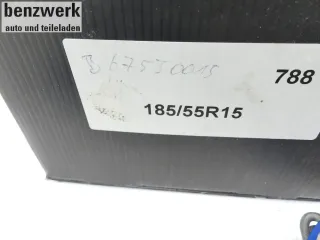 benzwerk
auto und teileladen
788
185/55R15